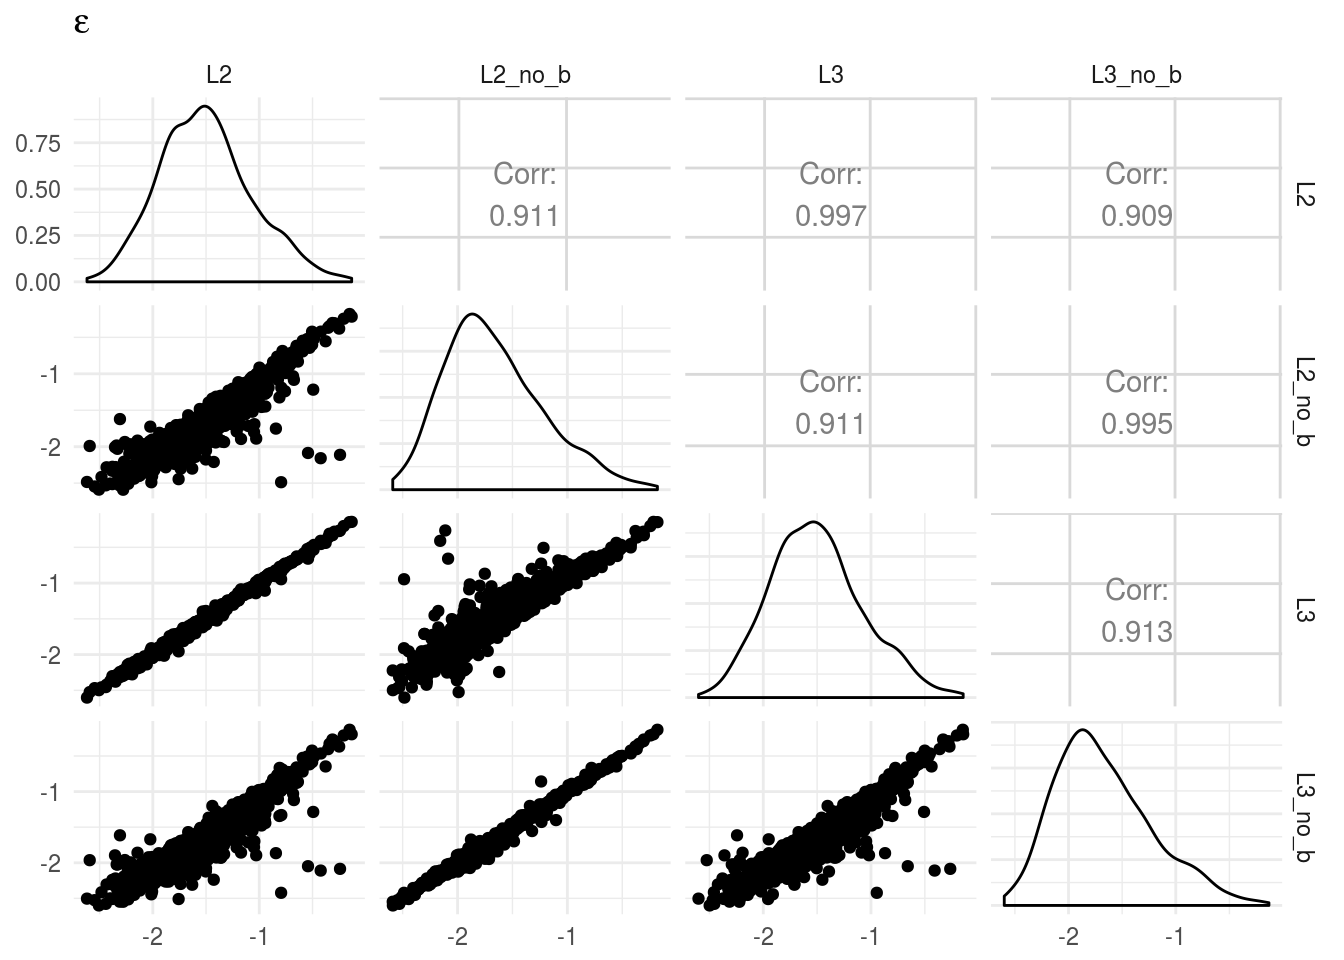 ε
L2 L2_no_b L3 L3_no_b
0.75
0.50
0.25
0.00
Corr:
0.911
Corr:
0.997
Corr:
0.909
L2
-1
-2
Corr:
0.911
Corr:
0.995
L2_no_b
-1
-2
Corr:
0.913
L3
-1
-2
L3_no_b
-2 -1 -2 -1 -2 -1 -2 -1